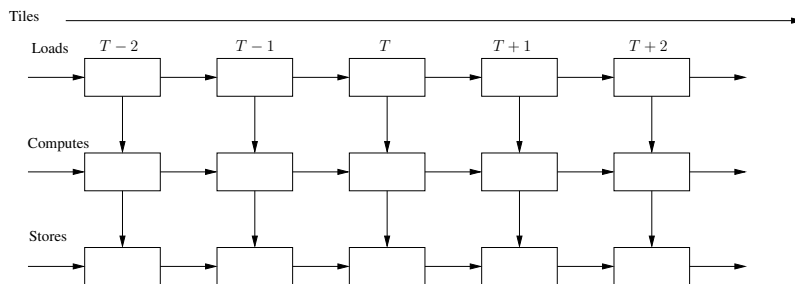 Tiles
Loads
T − 2
T − 1
T
T + 1
T + 2
Computes
Stores